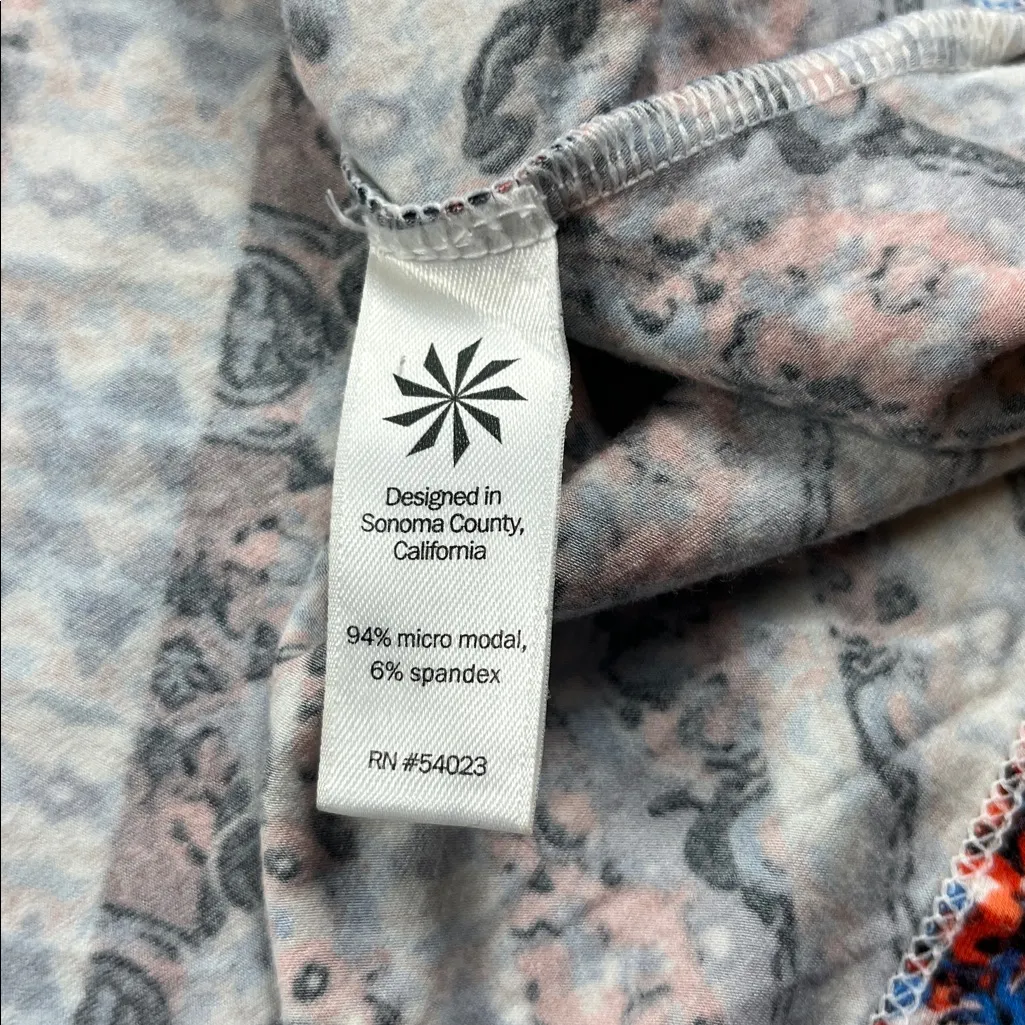 Designed in
Sonoma County,
California
94% micro modal,
6% spandex
RN #54023